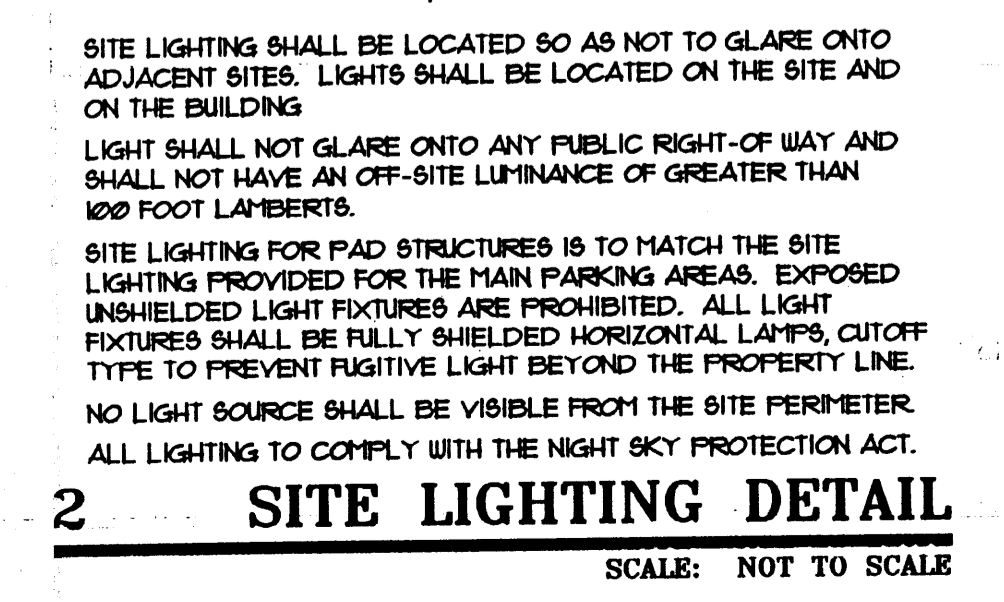 SITE LIGHTING SHALL BE LOCATED SO AS NOT TO GLARE ONTO
ADJACENT SITES. LIGHTS SHALL BE LOCATED ON THE SITE AND
ON THE BUILDING
LIGHT SHALL NOT GLARE ONTO ANY PUBLIC RIGHT-OF WAY AND
SHALL NOT HAVE AN OFF-SITE LUMINANCE OF GREATER THAN
100 FOOT LAMBERTS.
SITE LIGHTING FOR PAD STRUCTURES IS TO MATCH THE SITE
LIGHTING PROVIDED FOR THE MAIN PARKING AREAS. EXPOSED
UNSHIELDED LIGHT FIXTURES ARE PROHIBITED. ALL LIGHT
FIXTURES SHALL BE FULLY SHIELDED HORIZONTAL LAMPS, CUTOFF
TYPE TO PREVENT FUGITIVE LIGHT BEYOND THE PROPERTY LINE.
NO LIGHT SOURCE SHALL BE VISIBLE FROM THE SITE PERIMETER
ALL LIGHTING TO COMPLY WITH THE NIGHT SKY PROTECTION ACT.
2 SITE LIGHTING DETAIL
SCALE: NOT TO SCALE